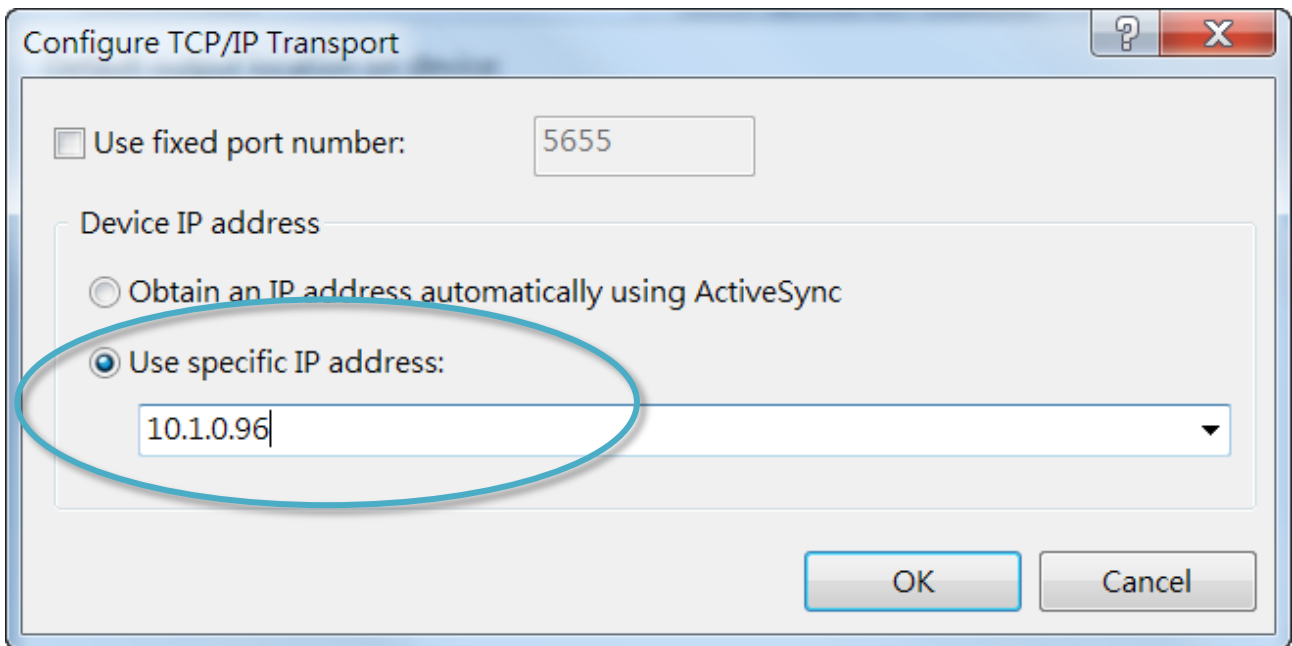 Configure TCP/IP Transport
Use fixed port number: 5655
Device IP address
Obtain an IP address automatically using ActiveSync
Use specific IP address:
10.1.0.96
OK Cancel